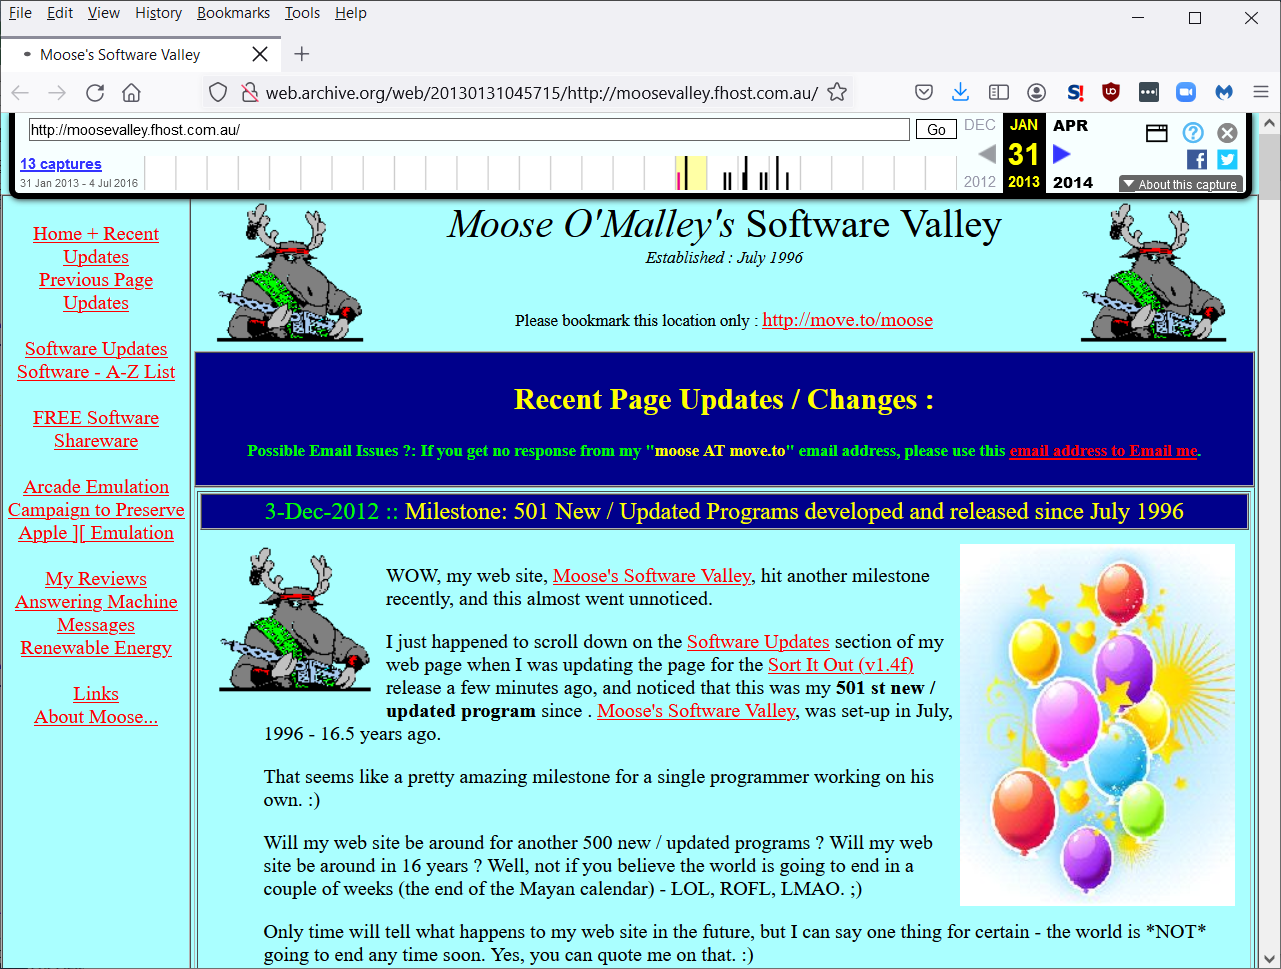 File Edit View History Bookmarks Tools Help
Moose's Software Valley
web.archive.org/web/20130131045715/http://moosevalley.fhost.com.au/
http://moosevalley.fhost.com.au/ Go DEC JAN APR
13 captures 31
31 Jan 2013 - 4 Jul 2016 2012 2013 2014 About this capture
Home + Recent
Updates
Previous Page
Updates
Software Updates
Software - A-Z List
FREE Software
Shareware
Arcade Emulation
Campaign to Preserve
Apple ][ Emulation
My Reviews
Answering Machine
Messages
Renewable Energy
Links
About Moose...
Moose O'Malley's Software Valley
Established : July 1996
Please bookmark this location only : http://move.to/moose
Recent Page Updates / Changes :
Possible Email Issues ?: If you get no response from my "moose AT move.to" email address, please use this email address to Email me.
3-Dec-2012 :: Milestone: 501 New / Updated Programs developed and released since July 1996
WOW, my web site, Moose's Software Valley, hit another milestone
recently, and this almost went unnoticed.
I just happened to scroll down on the Software Updates section of my
web page when I was updating the page for the Sort It Out (v1.4f)
release a few minutes ago, and noticed that this was my 501 st new /
updated program since . Moose's Software Valley, was set-up in July,
1996 - 16.5 years ago.
That seems like a pretty amazing milestone for a single programmer working on his
own. :)
Will my web site be around for another 500 new / updated programs ? Will my web
site be around in 16 years ? Well, not if you believe the world is going to end in a
couple of weeks (the end of the Mayan calendar) - LOL, ROFL, LMAO. ;)
Only time will tell what happens to my web site in the future, but I can say one thing for certain - the world is *NOT*
going to end any time soon. Yes, you can quote me on that. :)